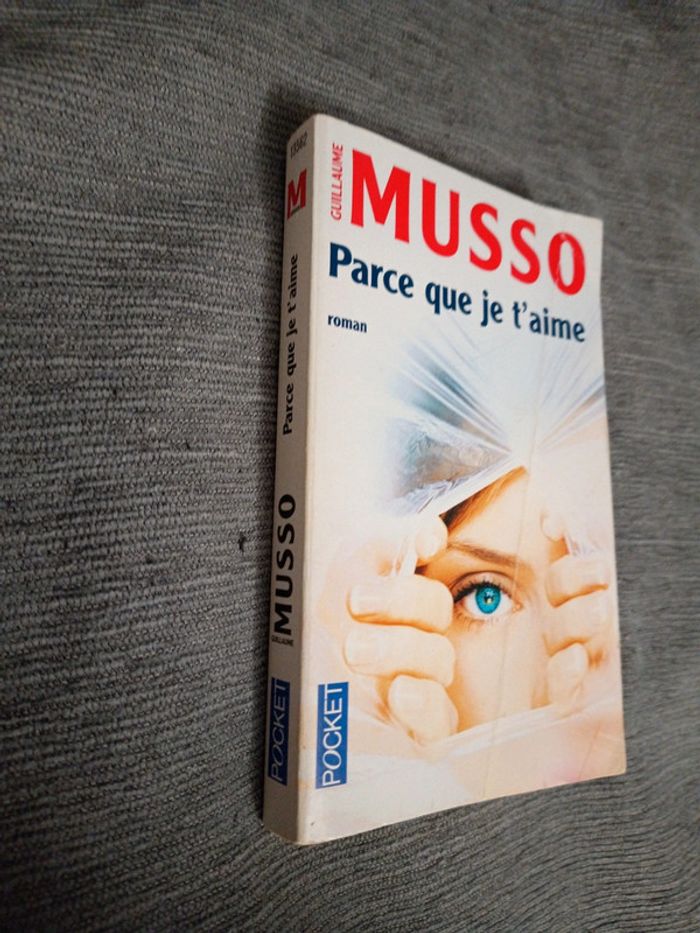 GUILLAUME
MUSSO
Parce que je t'aime
roman
POCKET
M
Parce que je t'aime
GUILLAUME
MUSSO
POCKET